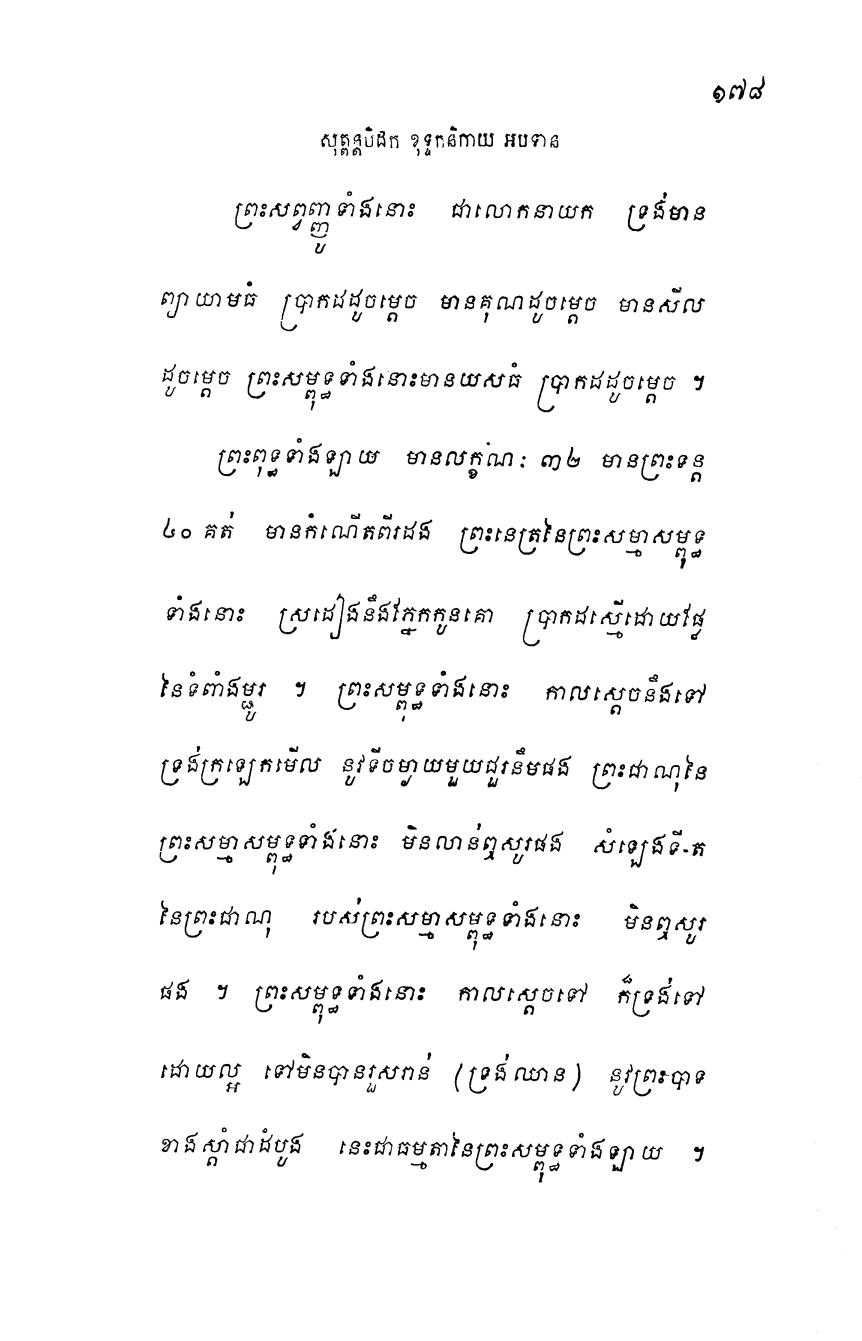 ១៧៨
សុត្តន្តបិដក ខុទ្ទកនិកាយ អបទាន
ព្រះសព្វញ្ញូទាំងនោះ ជាលោកនាយក ទ្រង់មាន
ព្យាយាមធំ ប្រាកដដូចម្តេច មានគុណដូចម្តេច មានសីល
ដូចម្តេច ព្រះសម្ពុទ្ធទាំងនោះមានយសធំ ប្រាកដដូចម្តេច ។
ព្រះពុទ្ធទាំងឡាយ មានលក្ខណៈ ៣២ មានព្រះទន្ត
៤០ គត់ មានកំណើតពីរដង ព្រះនេត្រនៃព្រះសម្មាសម្ពុទ្ធ
ទាំងនោះ ស្រដៀងនឹងភ្នែកកូនគោ ប្រាកដស្មើដោយផ្លែ
នៃទំពាំងម្ជូរ ។ ព្រះសម្ពុទ្ធទាំងនោះ កាលស្តេចនឹងទៅ
ទ្រង់ក្រឡេកមើល នូវទីចម្ងាយមួយជួរនឹមផង ព្រះជាណុនៃ
ព្រះសម្មាសម្ពុទ្ធទាំងនោះ មិនលាន់ឮសូរផង សំឡេងទី-ត
នៃព្រះជាណុ របស់ព្រះសម្មាសម្ពុទ្ធទាំងនោះ មិនឮសូរ
ផង ។ ព្រះសម្ពុទ្ធទាំងនោះ កាលស្តេចទៅ ក៏ទ្រង់ទៅ
ដោយល្អ ទៅមិនបានរួសរាន់ (ទ្រង់ឈាន) នូវព្រះបាទ
ខាងស្តាំជាដំបូង នេះជាធម្មតានៃព្រះសម្ពុទ្ធទាំងឡាយ ។